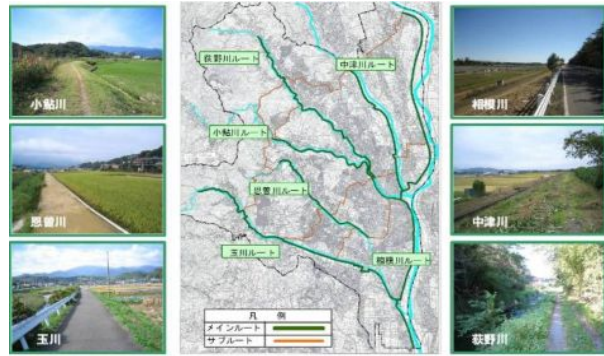 小鮎川
恩曽川
玉川
荻野川ルート
中津川ルート
小鮎川ルート
恩曽川ルート
玉川ルート
相模川ルート
凡 例
メインルート
サブルート
相模川
中津川
荻野川